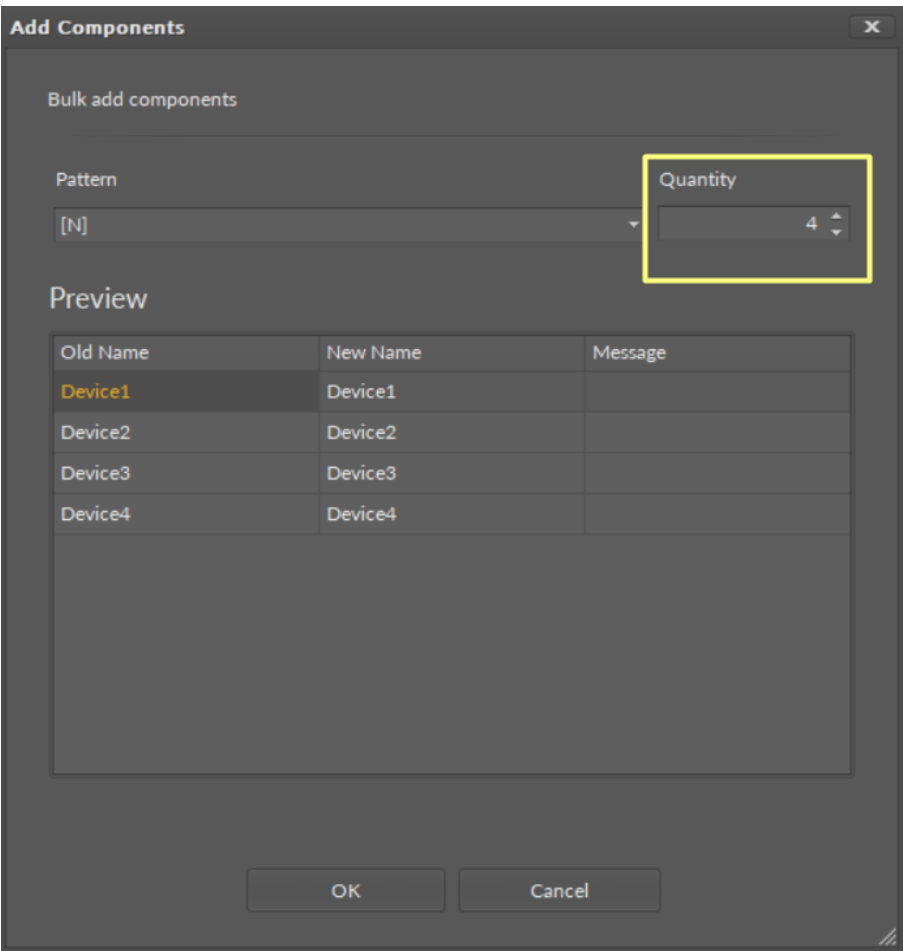 Add Components
x
Bulk add components
Pattern
Quantity
[N]
4
Preview
Old Name New Name Message
Device1 Device1
Device2 Device2
Device3 Device3
Device4 Device4
OK Cancel